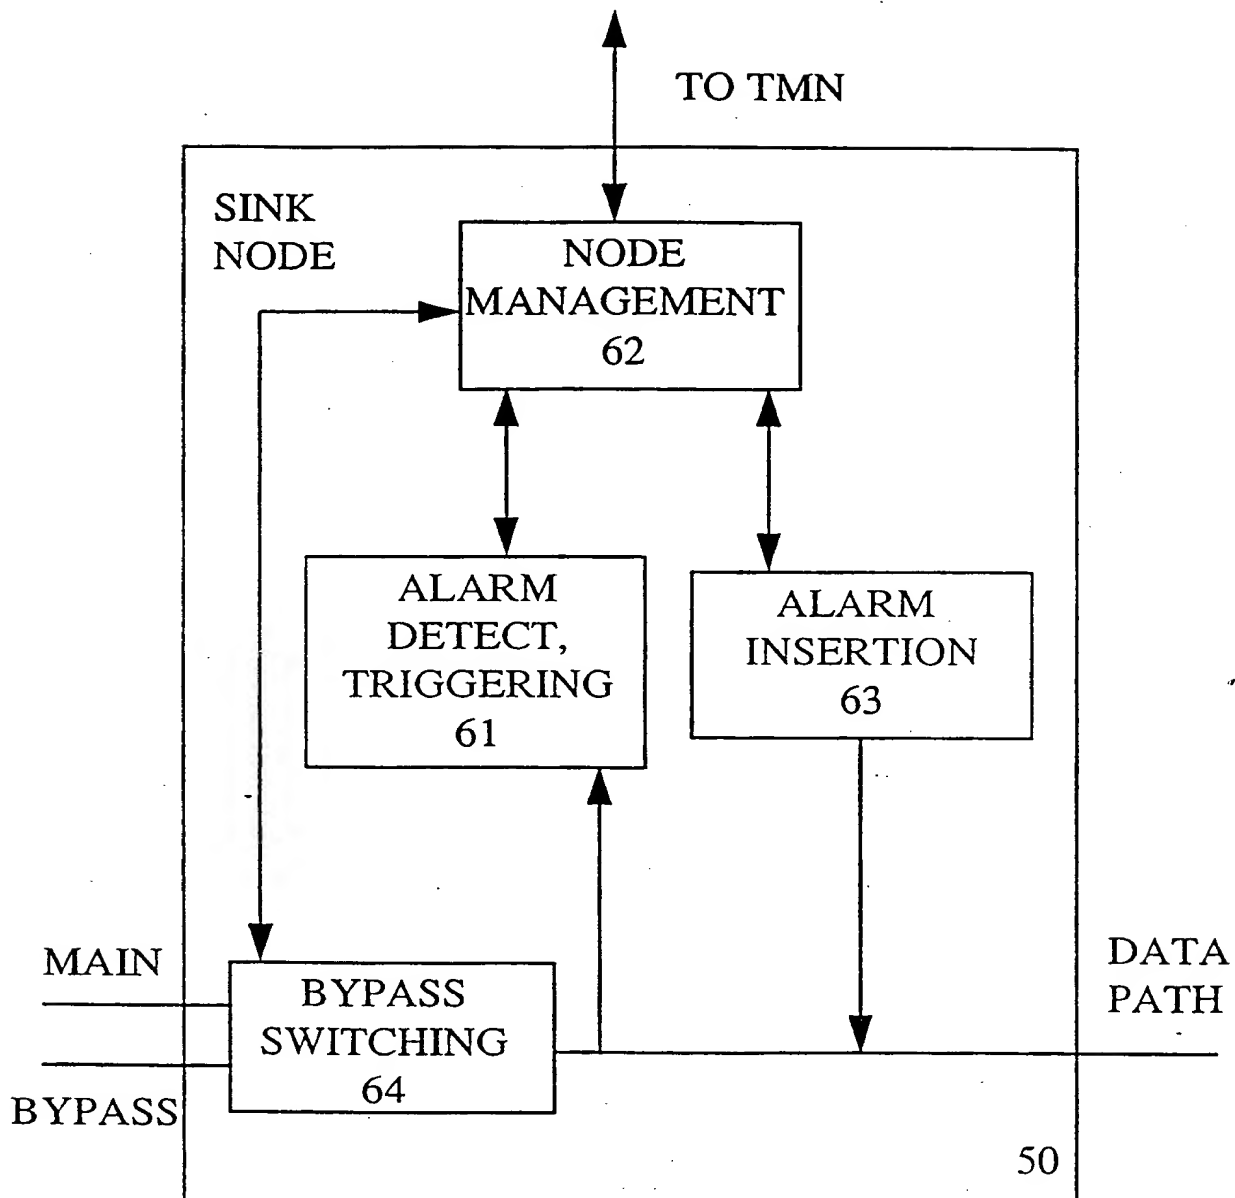 TO TMN
SINK
NODE
NODE
MANAGEMENT
62
ALARM
DETECT,
TRIGGERING
61
ALARM
INSERTION
63
MAIN
BYPASS
BYPASS
SWITCHING
64
DATA
PATH
50